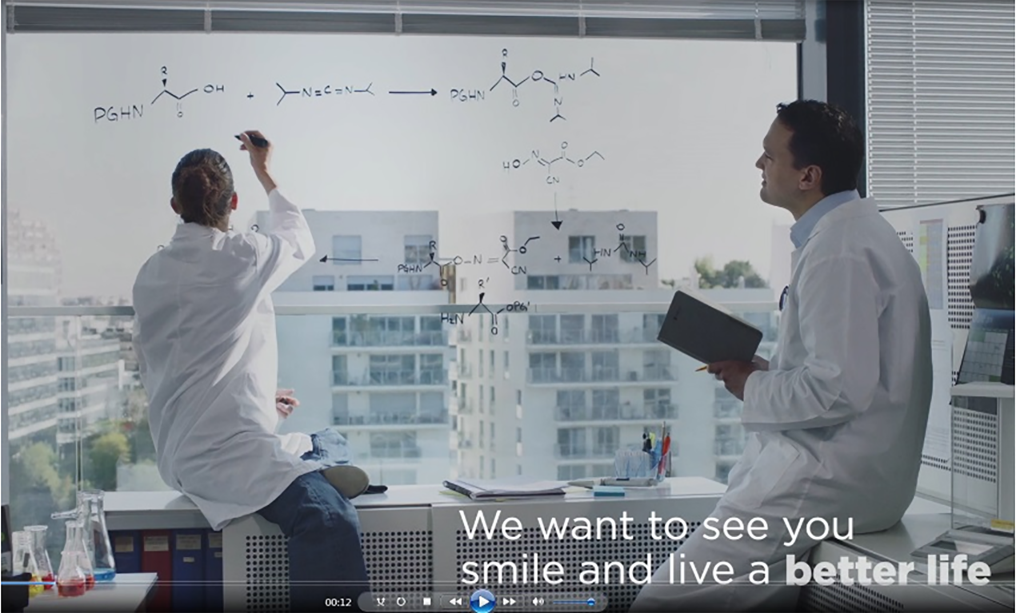 R
PGHN OH + N=C=N → PGHN O HN
O O N
HO N O O
CN
R O
PGHN O-N= O CN + HN NH
O
R'
H2N OPG'
O
We want to see you
smile and live a better life
00:12